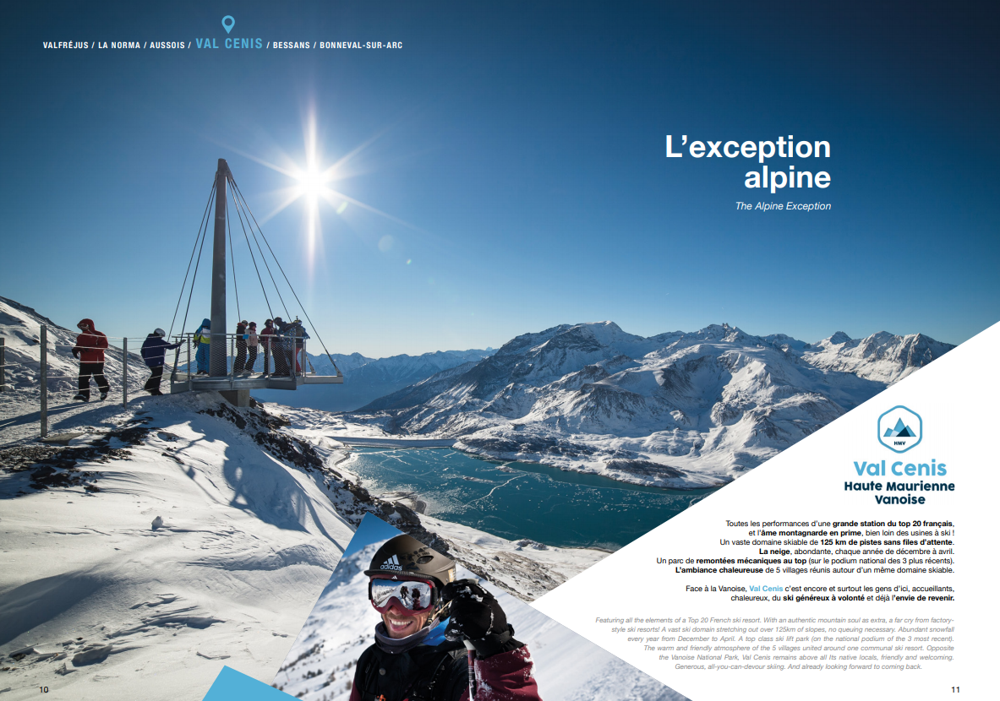 VALFRÉJUS / LA NORMA / AUSSOIS / VAL CENIS / BESSANS / BONNEVAL-SUR-ARC
L’exception
alpine
The Alpine Exception
HMV
Val Cenis
Haute Maurienne
Vanoise
Toutes les performances d’une grande station du top 20 français,
et l’âme montagnarde en prime, bien loin des usines à ski !
Un vaste domaine skiable de 125 km de pistes sans files d’attente.
La neige, abondante, chaque année de décembre à avril.
Un parc de remontées mécaniques au top (sur le podium national des 3 plus récents).
L’ambiance chaleureuse de 5 villages réunis autour d’un même domaine skiable.
Face à la Vanoise, Val Cenis c’est encore et surtout les gens d’ici, accueillants,
chaleureux, du ski généreux à volonté et déjà l’envie de revenir.
Featuring all the elements of a Top 20 French ski resort. With an authentic mountain soul as extra, a far cry from factory-
style ski resorts! A vast ski domain stretching out over 125km of slopes, no queuing necessary. Abundant snowfall
every year from December to April. A top class ski lift park (on the national podium of the 3 most recent).
The warm and friendly atmosphere of the 5 villages united around one communal ski resort. Opposite
the Vanoise National Park, Val Cenis remains above all Its native locals, friendly and welcoming.
Generous, all-you-can-devour skiing. And already looking forward to coming back.
adidas
10
11